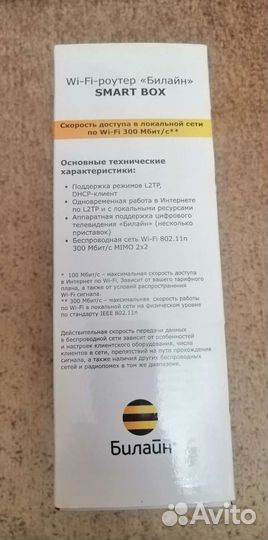 Wi-Fi-роутер «Билайн»
SMART BOX
Скорость доступа в локальной сети
по Wi-Fi 300 Мбит/с**
Основные технические
характеристики:
• Поддержка режимов L2TP,
DHCP-клиент
• Одновременная работа в Интернете
по L2TP и с локальными ресурсами
• Аппаратная поддержка цифрового
телевидения «Билайн» (несколько
приставок)
• Беспроводная сеть Wi-Fi 802.11n
300 Мбит/с MIMO 2x2
* 100 Мбит/с – максимальная скорость доступа
в Интернет по Wi-Fi. Зависит от вашего тарифного
плана, а также от условий распространения
Wi-Fi сигнала.
** 300 Мбит/с – максимальная скорость работы
по Wi-Fi в локальной сети на физическом уровне
по стандарту IEEE 802.11n
Действительная скорость передачи данных
в беспроводной сети зависит от особенностей
и настроек клиентского оборудования, числа
клиентов в сети, препятствий на пути прохождения
сигнала, а также наличия других беспроводных
сетей и радиопомех в том же диапазоне.
Билайн®
Avito